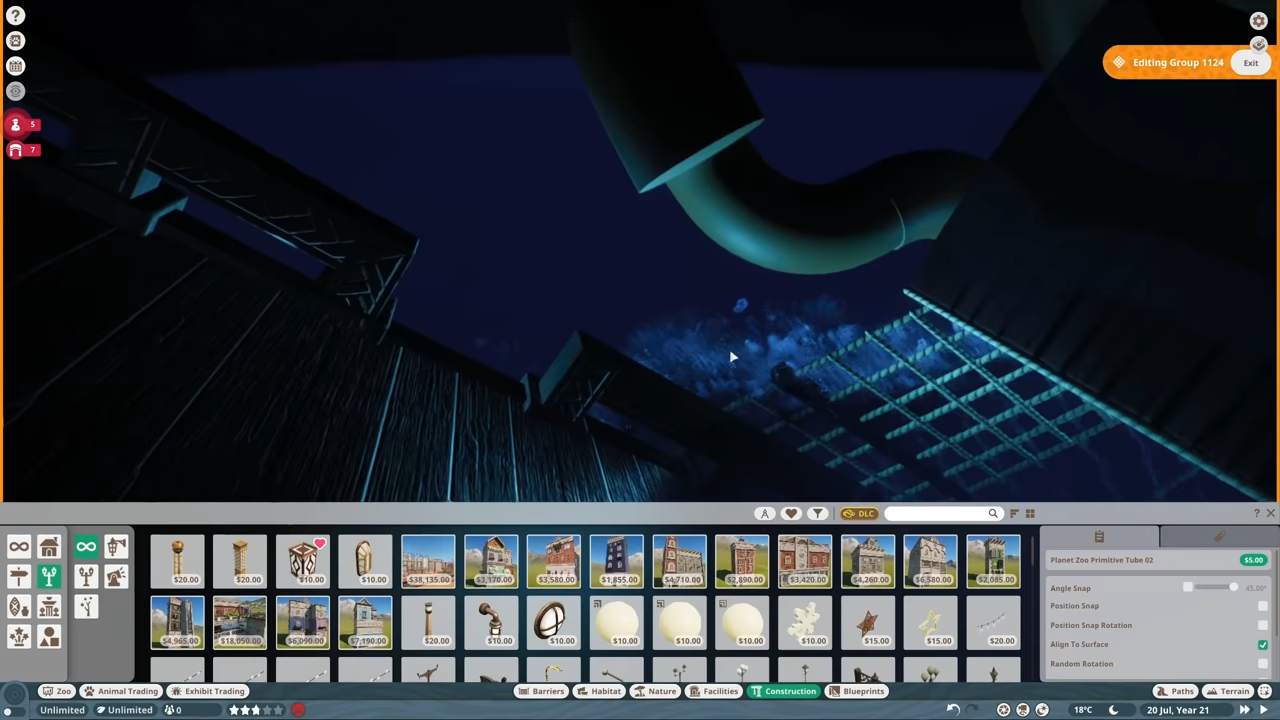 ?
Editing Group 1124 Exit
5
7
A DLC ? ×
$20.00 $20.00 $10.00 $10.00 $38,135.00 $3,170.00 $3,580.00 $1,855.00 $4,710.00 $2,890.00 $3,420.00 $4,260.00 $6,580.00 $2,085.00
$4,965.00 $18,050.00 $6,090.00 $7,190.00 $20.00 $10.00 $10.00 $10.00 $10.00 $10.00 $10.00 $15.00 $15.00 $20.00
Planet Zoo Primitive Tube 02 $5.00
Angle Snap 45.00°
Position Snap
Position Snap Rotation
Align To Surface
Random Rotation
Zoo Animal Trading Exhibit Trading Barriers Habitat Nature Facilities Construction Blueprints Paths Terrain
Unlimited Unlimited 0 18°C 20 Jul, Year 21